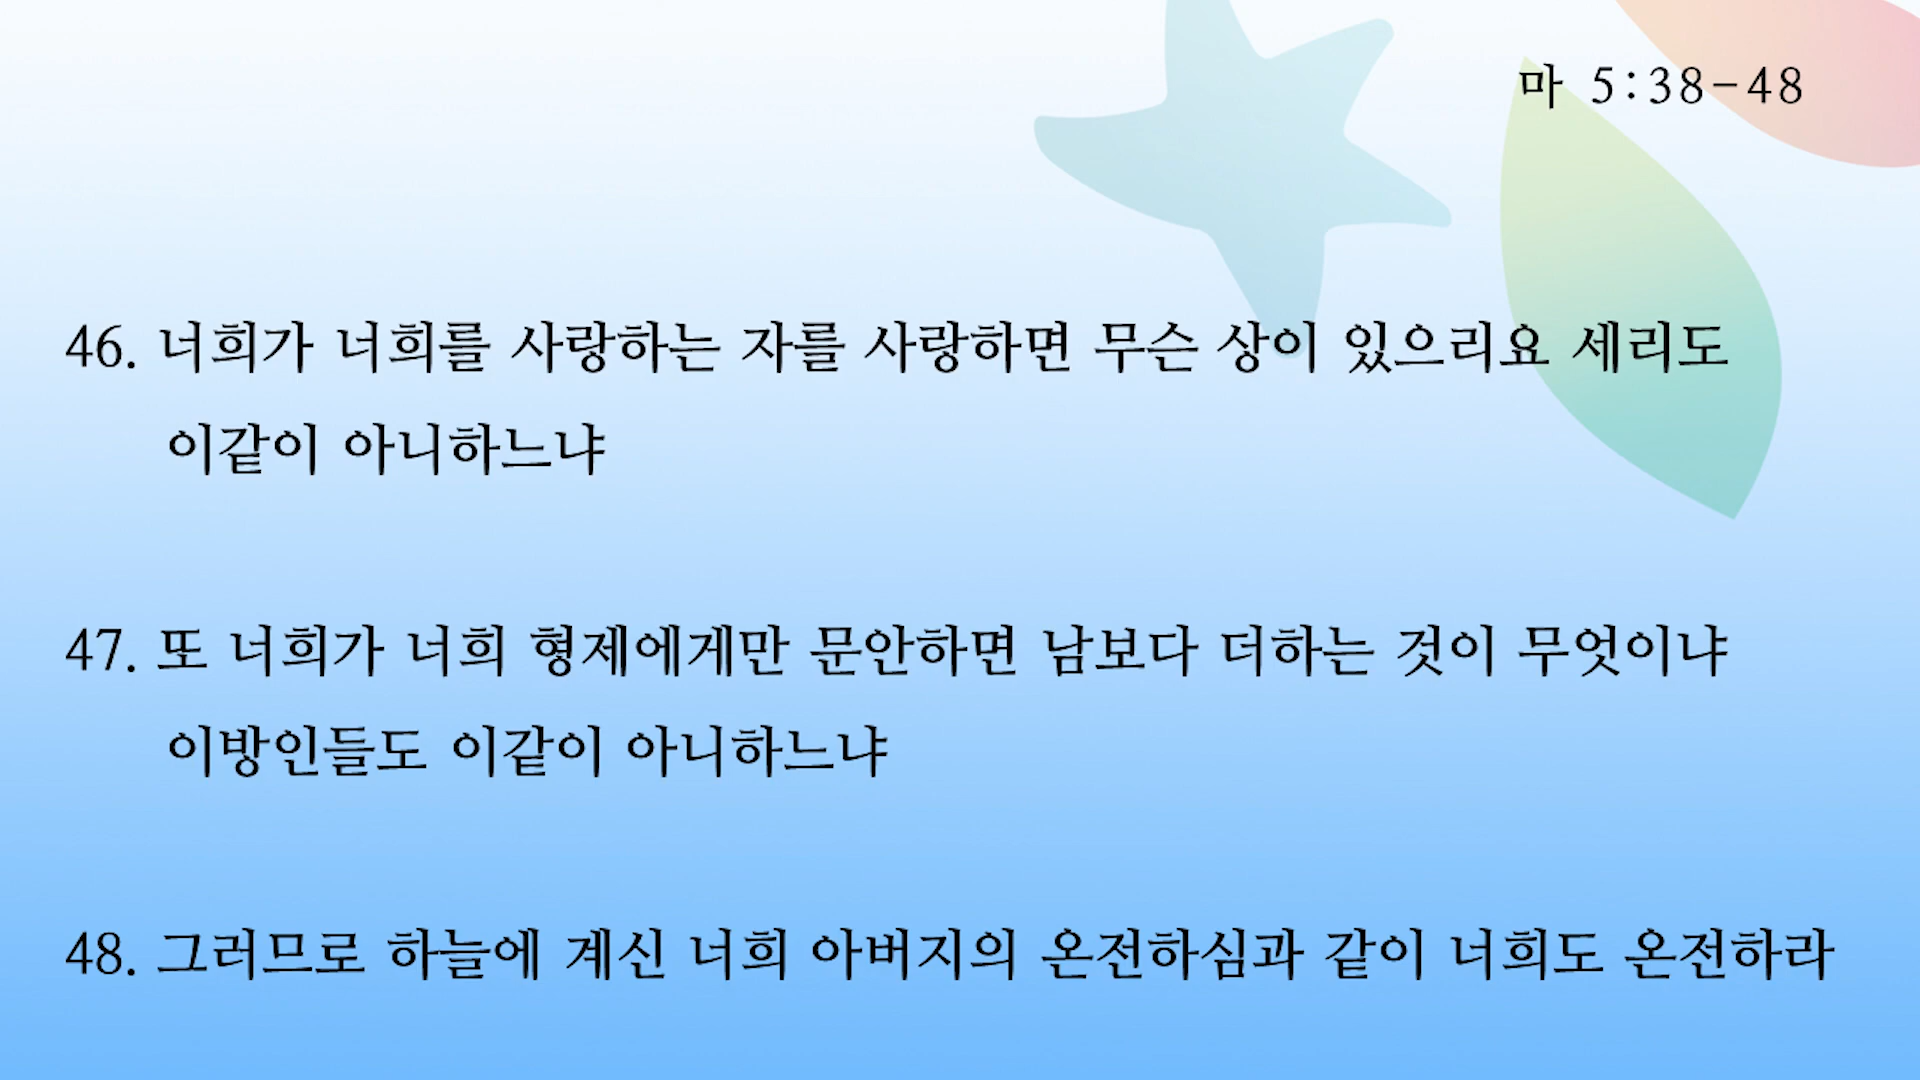 마 5:38-48
46. 너희가 너희를 사랑하는 자를 사랑하면 무슨 상이 있으리요 세리도
이같이 아니하느냐
47. 또 너희가 너희 형제에게만 문안하면 남보다 더하는 것이 무엇이냐
이방인들도 이같이 아니하느냐
48. 그러므로 하늘에 계신 너희 아버지의 온전하심과 같이 너희도 온전하라